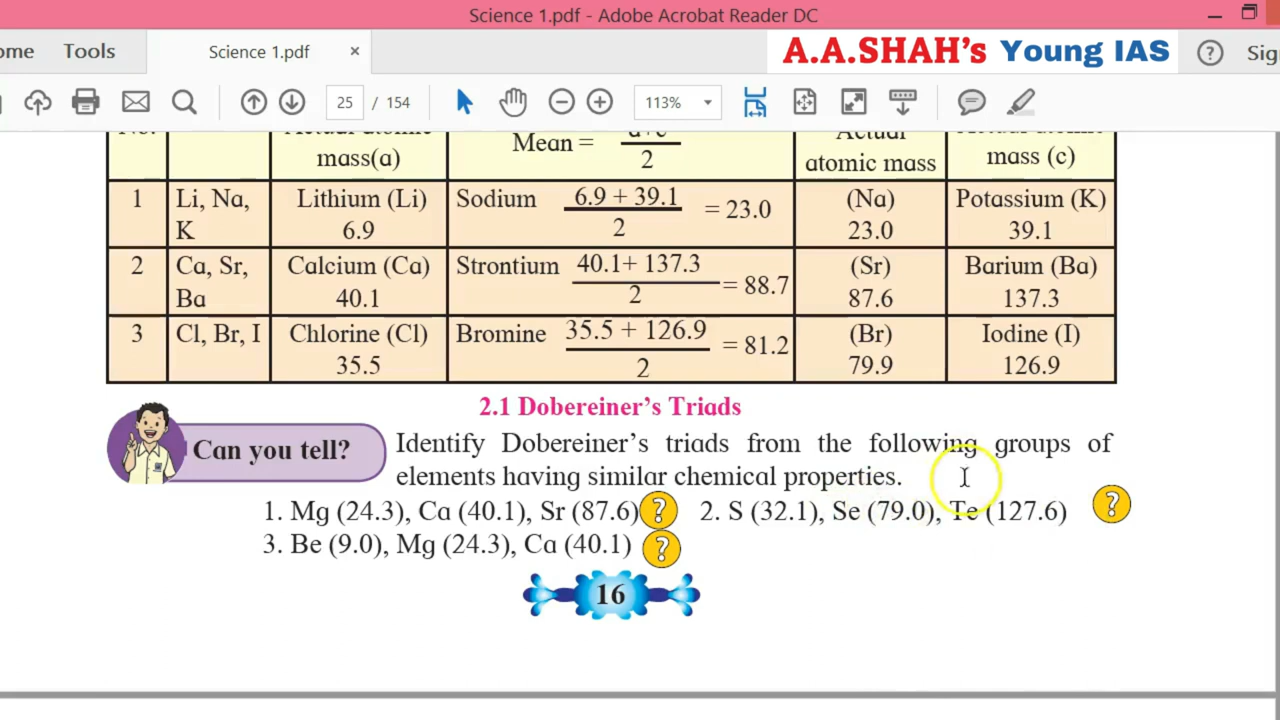 Science 1.pdf - Adobe Acrobat Reader DC
ome Tools Science 1.pdf × A.A.SHAH's Young IAS ? Sig
25 / 154 113%
No. Actual atomic mass(a) Mean = a+c / 2 Actual atomic mass Actual atomic mass (c)
1 Li, Na, K Lithium (Li) 6.9 Sodium 6.9 + 39.1 / 2 = 23.0 (Na) 23.0 Potassium (K) 39.1
2 Ca, Sr, Ba Calcium (Ca) 40.1 Strontium 40.1+ 137.3 / 2 = 88.7 (Sr) 87.6 Barium (Ba) 137.3
3 Cl, Br, I Chlorine (Cl) 35.5 Bromine 35.5 + 126.9 / 2 = 81.2 (Br) 79.9 Iodine (I) 126.9
2.1 Dobereiner's Triads
Can you tell?
Identify Dobereiner's triads from the following groups of
elements having similar chemical properties.
1. Mg (24.3), Ca (40.1), Sr (87.6) ? 2. S (32.1), Se (79.0), Te (127.6) ?
3. Be (9.0), Mg (24.3), Ca (40.1) ?
16